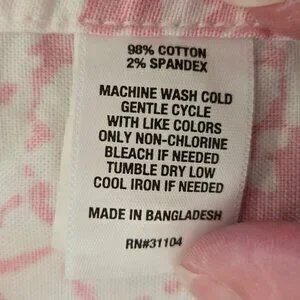 98% COTTON
2% SPANDEX
MACHINE WASH COLD
GENTLE CYCLE
WITH LIKE COLORS
ONLY NON-CHLORINE
BLEACH IF NEEDED
TUMBLE DRY LOW
COOL IRON IF NEEDED
MADE IN BANGLADESH
RN#31104